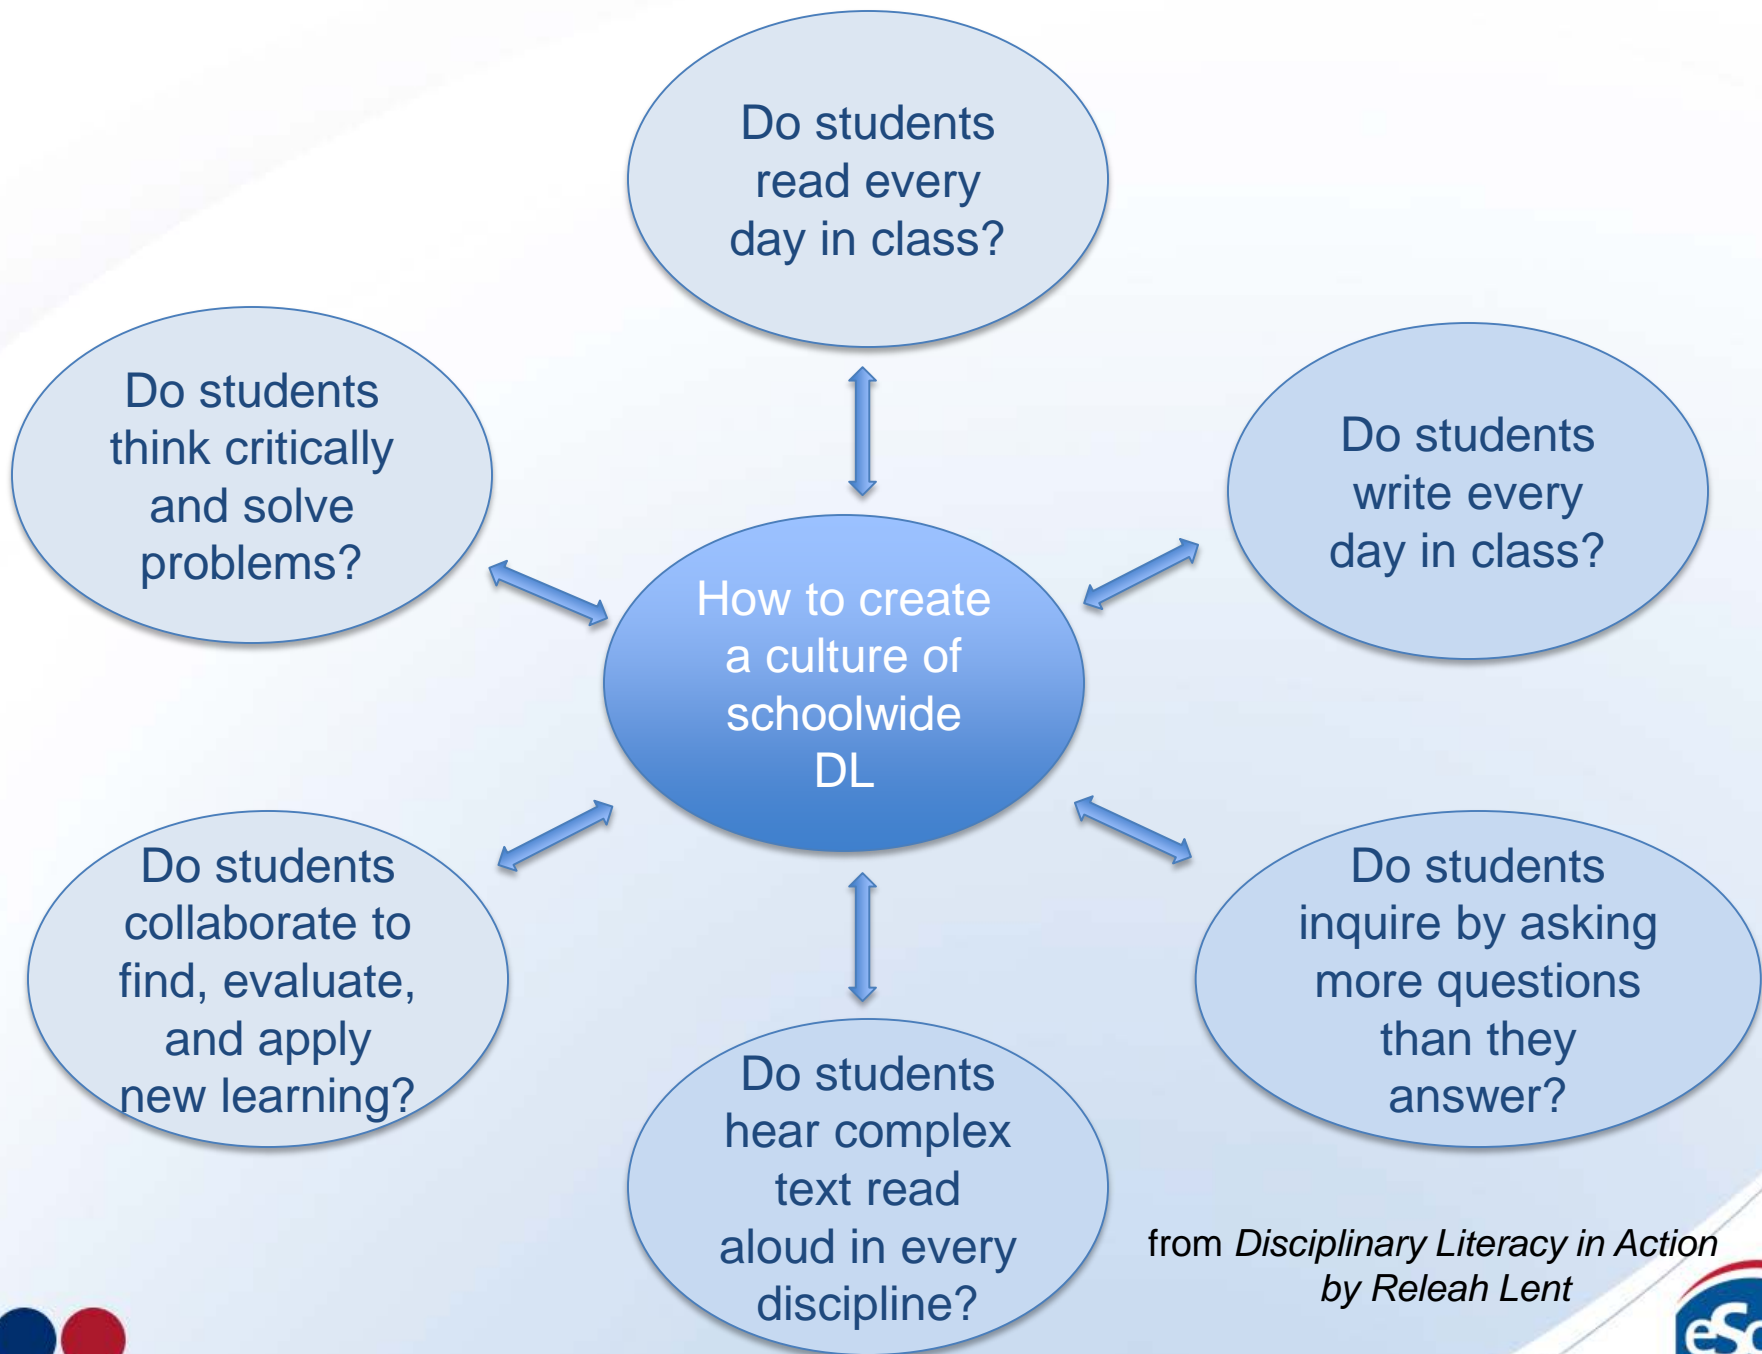 Do students
read every
day in class?
Do students
think critically
and solve
problems?
Do students
write every
day in class?
How to create
a culture of
schoolwide
DL
Do students
collaborate to
find, evaluate,
and apply
new learning?
Do students
inquire by asking
more questions
than they
answer?
Do students
hear complex
text read
aloud in every
discipline?
from Disciplinary Literacy in Action
by Releah Lent